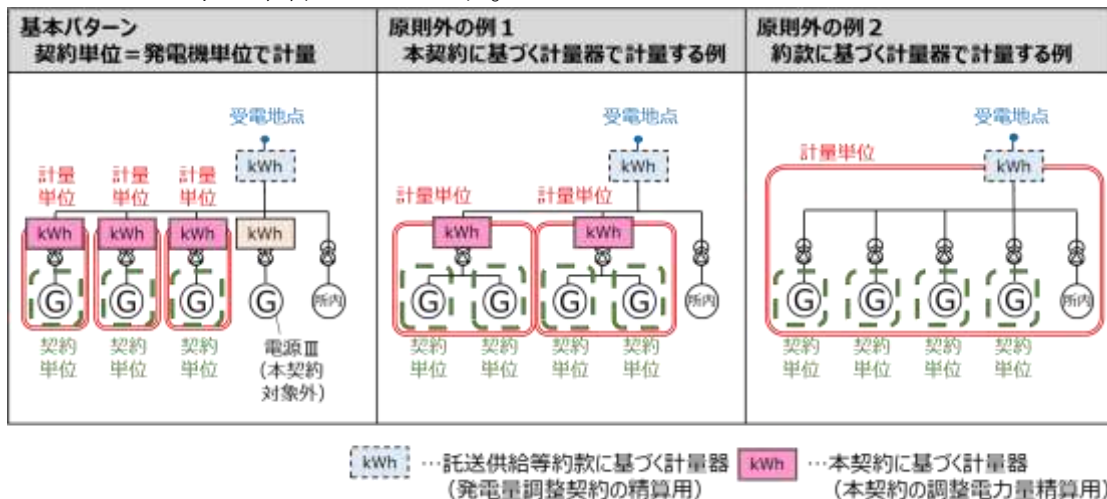 基本パターン
契約単位＝発電機単位で計量
原則外の例１
本契約に基づく計量器で計量する例
原則外の例２
約款に基づく計量器で計量する例
受電地点
kWh
計量
単位
計量
単位
計量
単位
kWh
kWh
kWh
kWh
G
G
G
G
所内
契約
単位
契約
単位
契約
単位
電源Ⅲ
(本契約
対象外)
受電地点
kWh
計量単位
計量単位
kWh
kWh
G
G
G
G
所内
契約
単位
契約
単位
契約
単位
契約
単位
受電地点
計量単位
kWh
G
G
G
G
所内
契約
単位
契約
単位
契約
単位
契約
単位
kWh …託送供給等約款に基づく計量器
（発電量調整契約の精算用）
kWh …本契約に基づく計量器
（本契約の調整電力量精算用）